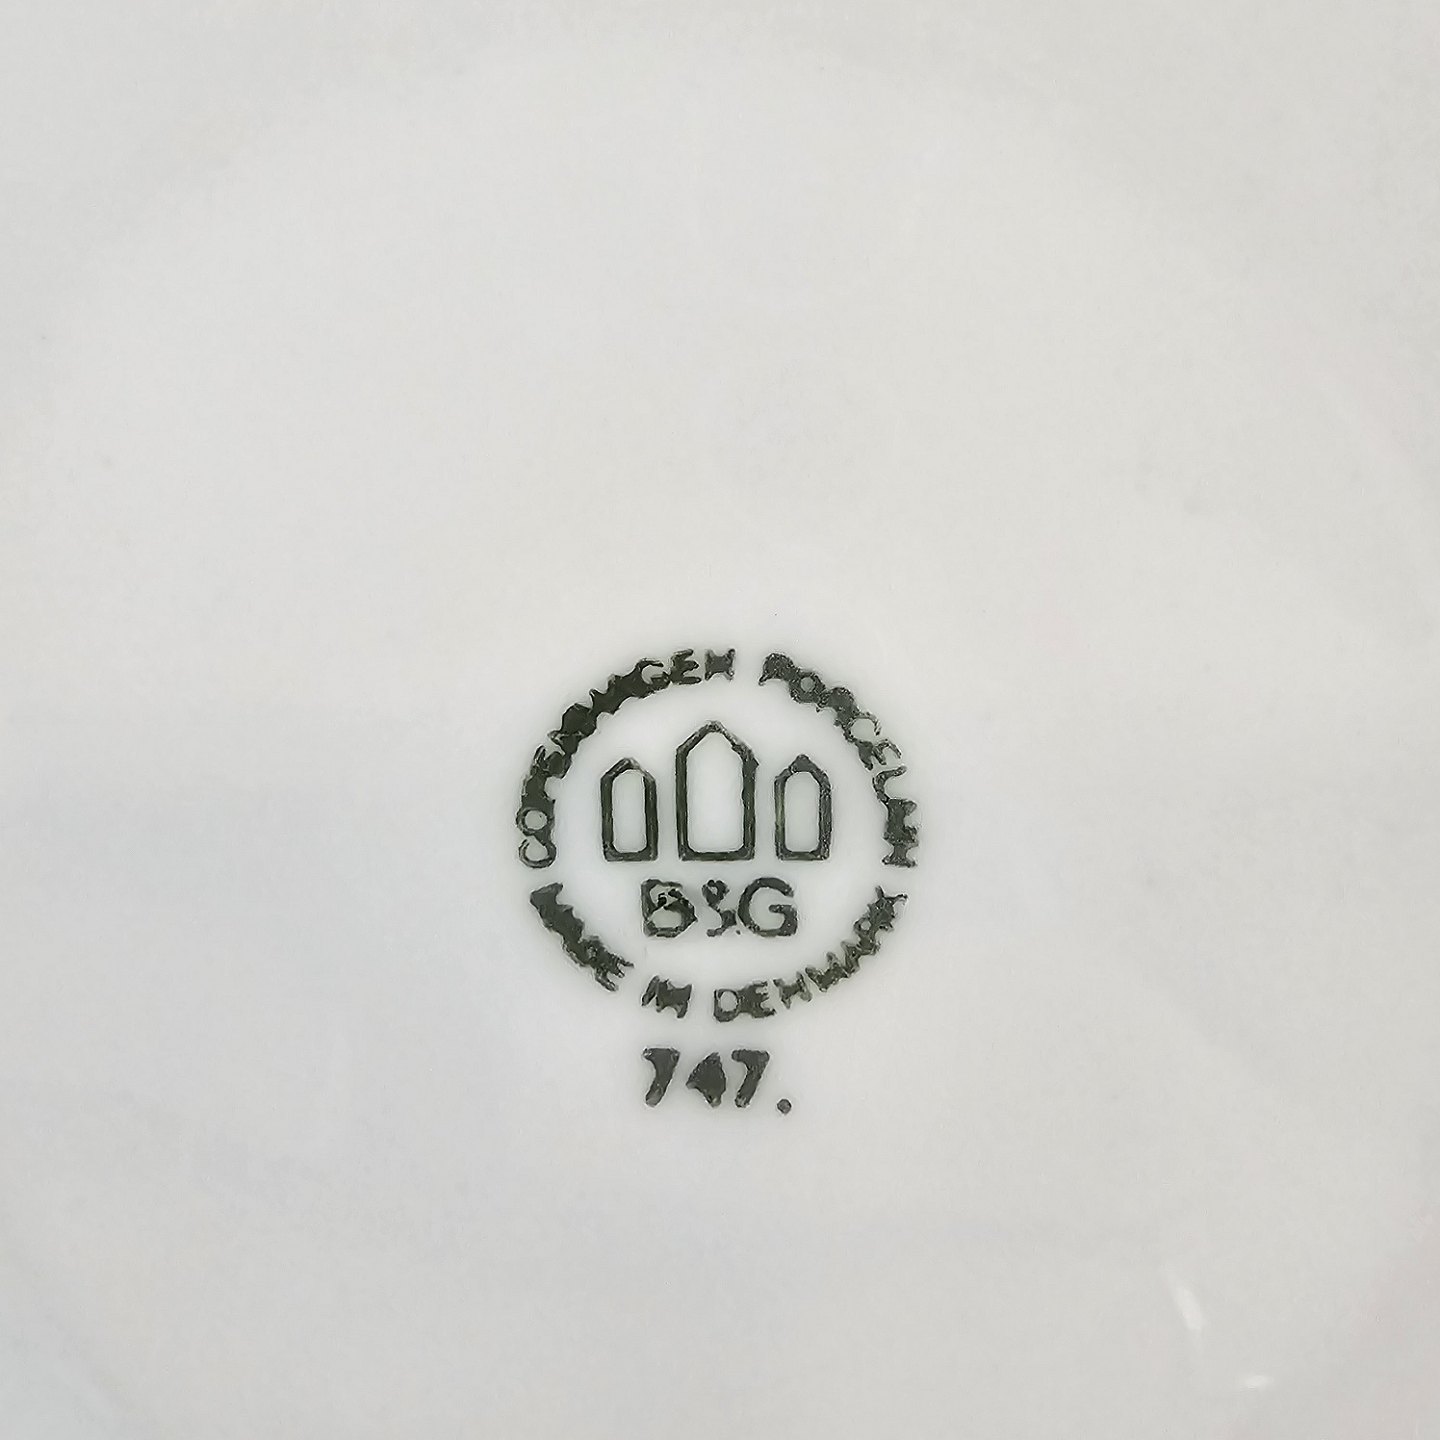 COPENHAGEN PORCELAIN
B&G
MADE IN DENMARK
747.